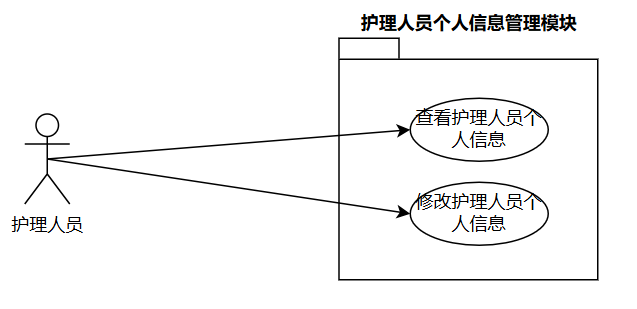 护理人员个人信息管理模块
查看护理人员个
人信息
修改护理人员个
人信息
护理人员